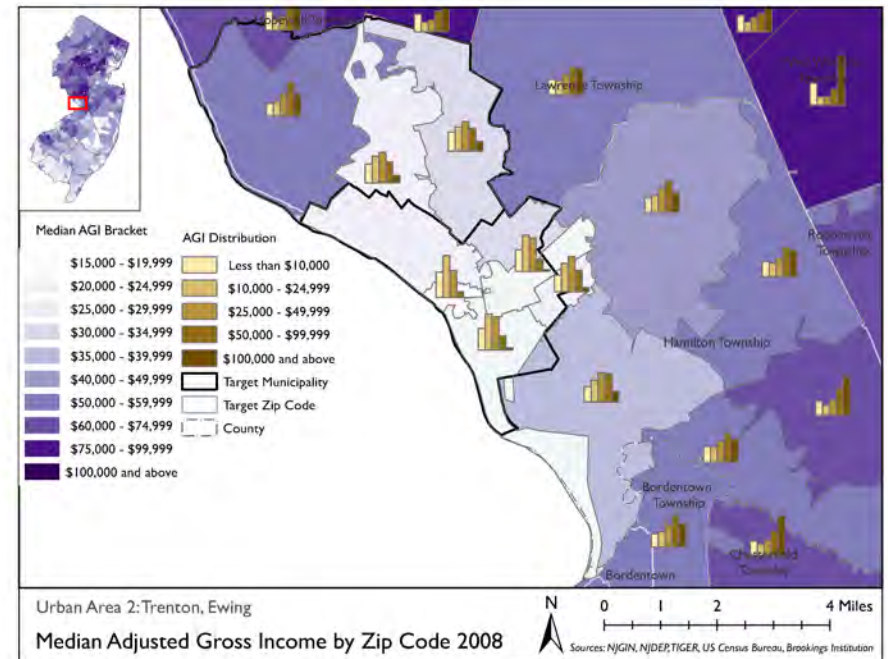 Lawrence Township
Robbinsville
Township
Hamilton Township
Bordentown
Township
Chesterfield
Township
Bordentown
Median AGI Bracket
$15,000 - $19,999
$20,000 - $24,999
$25,000 - $29,999
$30,000 - $34,999
$35,000 - $39,999
$40,000 - $49,999
$50,000 - $59,999
$60,000 - $74,999
$75,000 - $99,999
$100,000 and above
AGI Distribution
Less than $10,000
$10,000 - $24,999
$25,000 - $49,999
$50,000 - $99,999
$100,000 and above
Target Municipality
Target Zip Code
County
Urban Area 2: Trenton, Ewing
Median Adjusted Gross Income by Zip Code 2008
N
0 1 2 4 Miles
Sources: NJGIN, NJDEP, TIGER, US Census Bureau, Brookings Institution